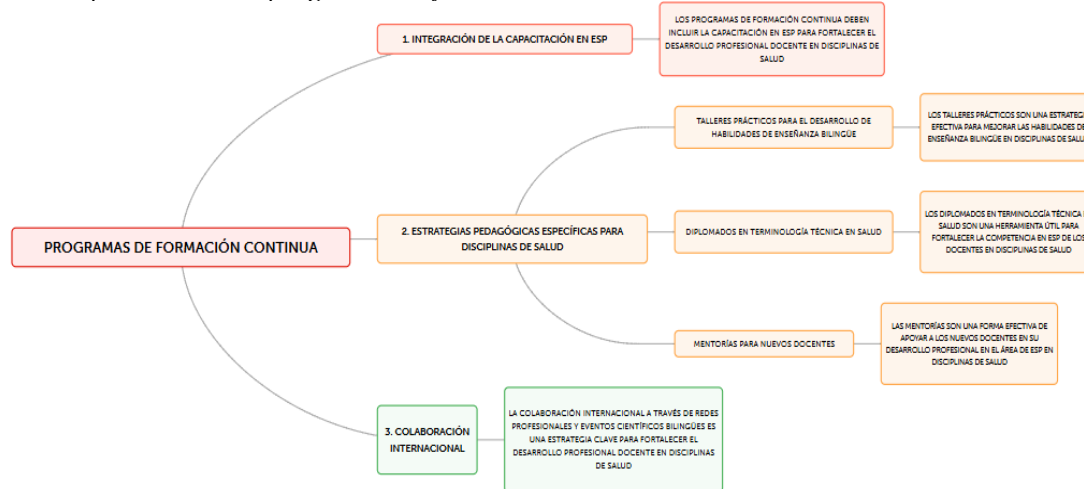 1. INTEGRACIÓN DE LA CAPACITACIÓN EN ESP
LOS PROGRAMAS DE FORMACIÓN CONTINUA DEBEN
INCLUIR LA CAPACITACIÓN EN ESP PARA FORTALECER EL
DESARROLLO PROFESIONAL DOCENTE EN DISCIPLINAS DE
SALUD
PROGRAMAS DE FORMACIÓN CONTINUA
2. ESTRATEGIAS PEDAGÓGICAS ESPECÍFICAS PARA
DISCIPLINAS DE SALUD
TALLERES PRÁCTICOS PARA EL DESARROLLO DE
HABILIDADES DE ENSEÑANZA BILINGÜE
LOS TALLERES PRÁCTICOS SON UNA ESTRATEGIA
EFECTIVA PARA MEJORAR LAS HABILIDADES DE
ENSEÑANZA BILINGÜE EN DISCIPLINAS DE SALUD
DIPLOMADOS EN TERMINOLOGÍA TÉCNICA EN SALUD
LOS DIPLOMADOS EN TERMINOLOGÍA TÉCNICA
SALUD SON UNA HERRAMIENTA ÚTIL PARA
FORTALECER LA COMPETENCIA EN ESP DE LOS
DOCENTES EN DISCIPLINAS DE SALUD
MENTORÍAS PARA NUEVOS DOCENTES
LAS MENTORÍAS SON UNA FORMA EFECTIVA DE
APOYAR A LOS NUEVOS DOCENTES EN SU
DESARROLLO PROFESIONAL EN EL ÁREA DE ESP EN
DISCIPLINAS DE SALUD
3. COLABORACIÓN
INTERNACIONAL
LA COLABORACIÓN INTERNACIONAL A TRAVÉS DE REDES
PROFESIONALES Y EVENTOS CIENTÍFICOS BILINGÜES ES
UNA ESTRATEGIA CLAVE PARA FORTALECER EL
DESARROLLO PROFESIONAL DOCENTE EN DISCIPLINAS
DE SALUD